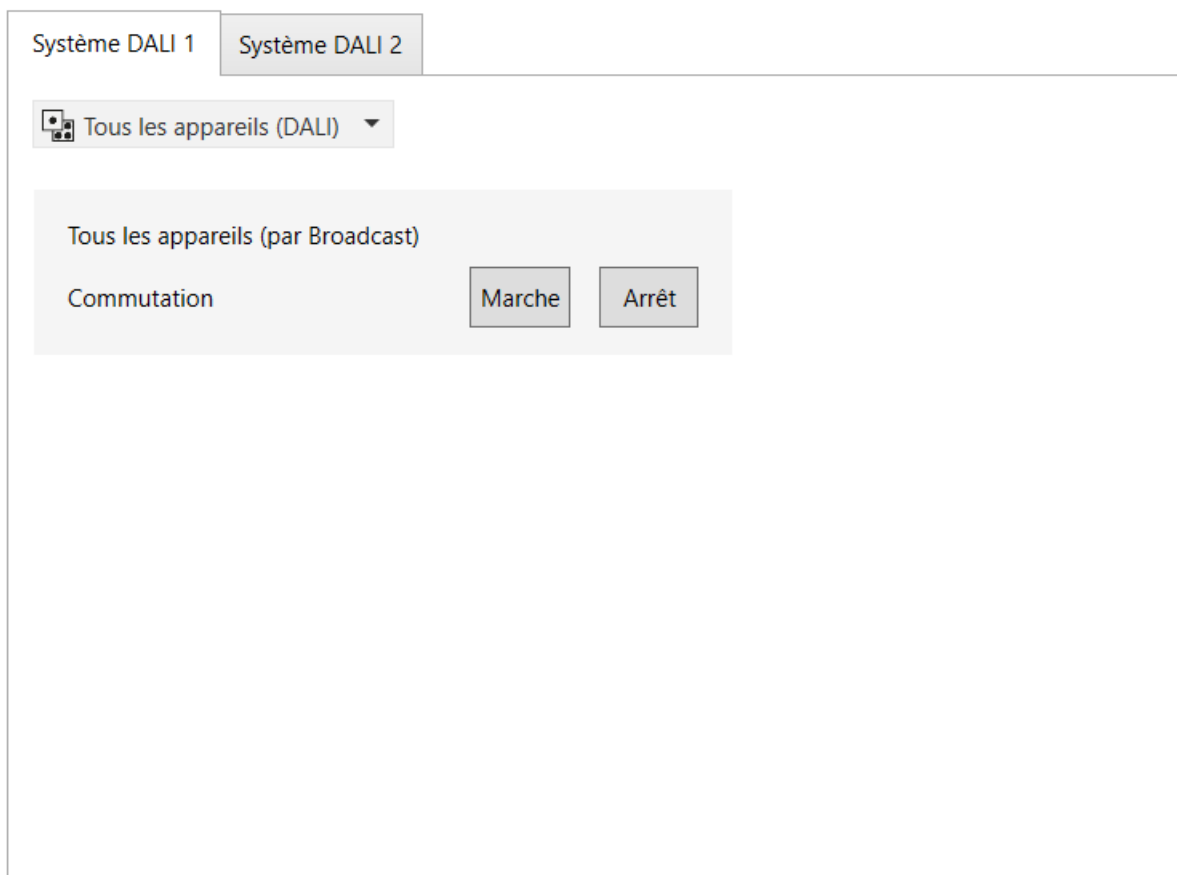 Système DALI 1
Système DALI 2
Tous les appareils (DALI)
Tous les appareils (par Broadcast)
Commutation
Marche
Arrêt